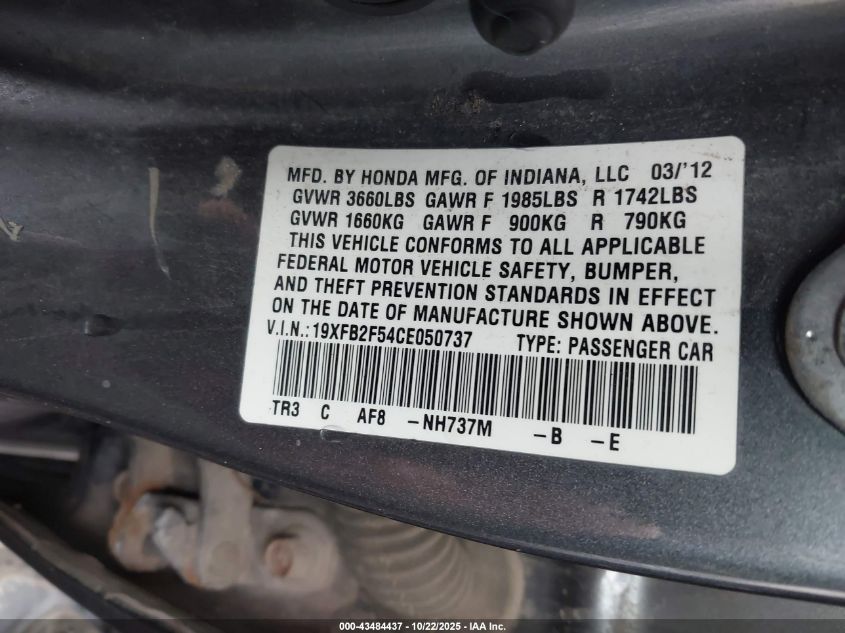 MFD. BY HONDA MFG. OF INDIANA, LLC 03/'12
GVWR 3660LBS GAWR F 1985LBS R 1742LBS
GVWR 1660KG GAWR F 900KG R 790KG
THIS VEHICLE CONFORMS TO ALL APPLICABLE
FEDERAL MOTOR VEHICLE SAFETY, BUMPER,
AND THEFT PREVENTION STANDARDS IN EFFECT
ON THE DATE OF MANUFACTURE SHOWN ABOVE.
V.I.N.: 19XFB2F54CE050737 TYPE: PASSENGER CAR
TR3 C AF8 -NH737M -B -E
000-43484437 - 10/22/2025 - IAA Inc.